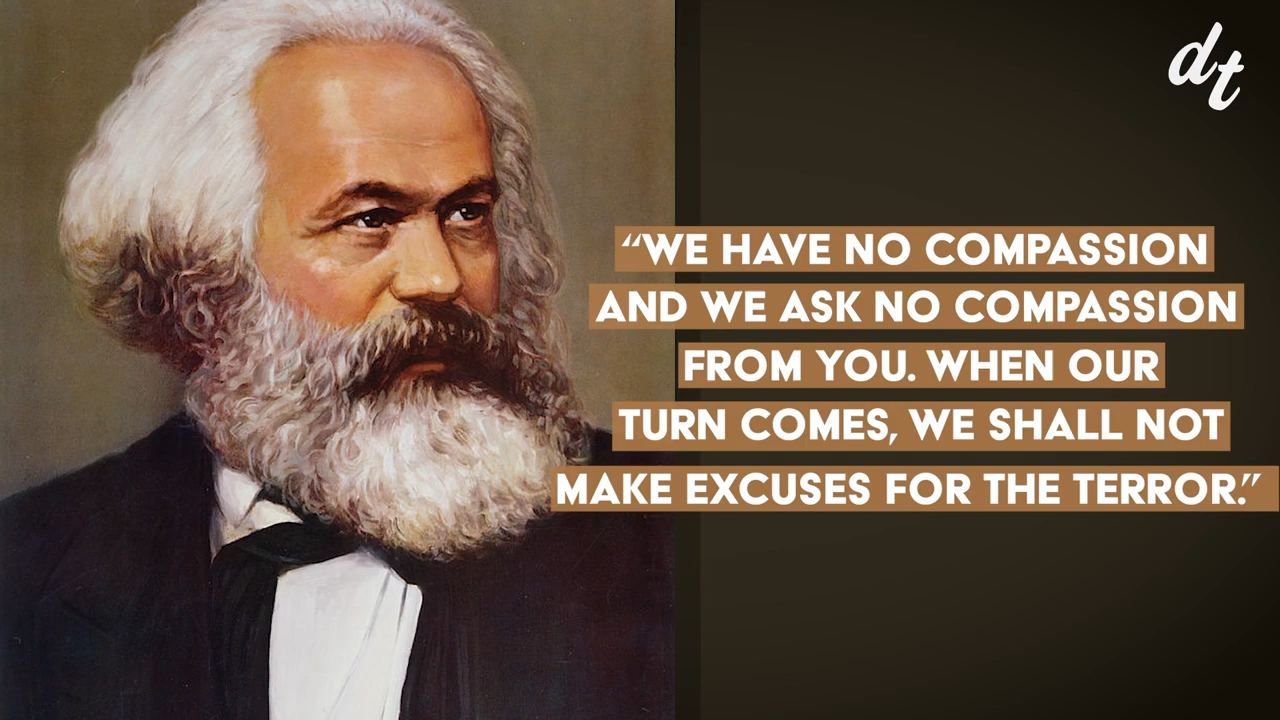 dt
“WE HAVE NO COMPASSION
AND WE ASK NO COMPASSION
FROM YOU. WHEN OUR
TURN COMES, WE SHALL NOT
MAKE EXCUSES FOR THE TERROR.”